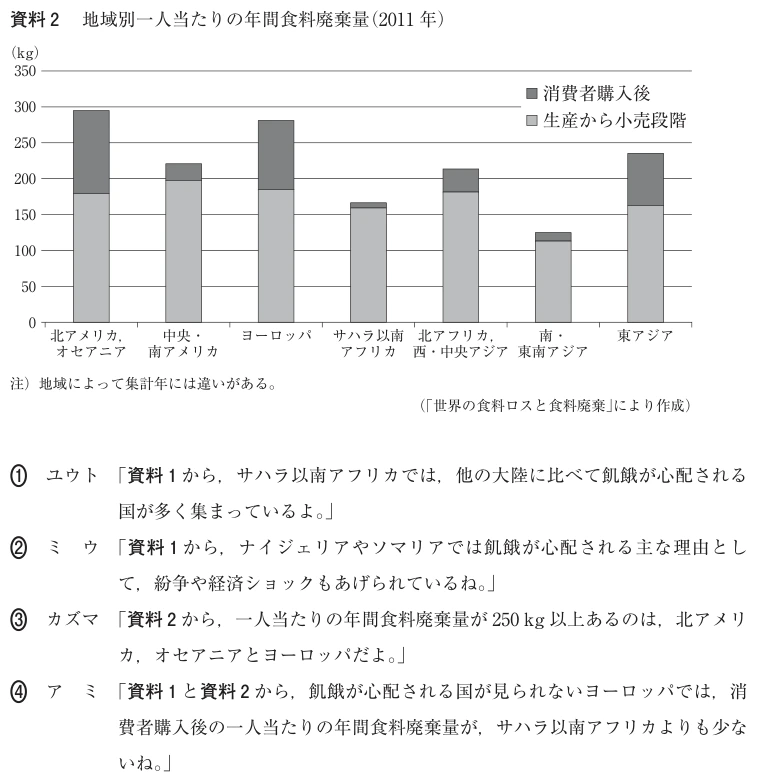 資料2 地域別一人当たりの年間食料廃棄量(2011 年)
(kg)
350
300
250
200
150
100
50
0
消費者購入後
生産から小売段階
北アメリカ,
オセアニア
中央・
南アメリカ
ヨーロッパ
サハラ以南
アフリカ
北アフリカ,
西・中央アジア
南・
東南アジア
東アジア
注) 地域によって集計年には違いがある。
(「世界の食料ロスと食料廃棄」により作成)
① ユウト 「資料1から,サハラ以南アフリカでは,他の大陸に比べて飢餓が心配される
国が多く集まっているよ。」
② ミ ウ 「資料1から,ナイジェリアやソマリアでは飢餓が心配される主な理由とし
て,紛争や経済ショックもあげられているね。」
③ カズマ 「資料2から,一人当たりの年間食料廃棄量が250 kg 以上あるのは,北アメリ
カ,オセアニアとヨーロッパだよ。」
④ ア ミ 「資料1と資料2から,飢餓が心配される国が見られないヨーロッパでは,消
費者購入後の一人当たりの年間食料廃棄量が,サハラ以南アフリカよりも少な
いね。」